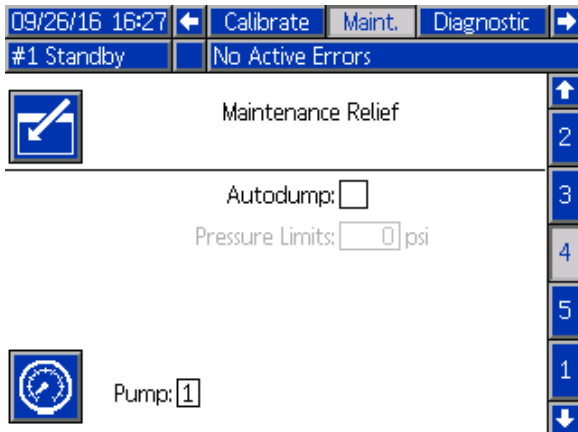 09/26/16 16:27 Calibrate Maint. Diagnostic
#1 Standby No Active Errors
Maintenance Relief
2
Autodump:
3
Pressure Limits: 0 psi
4
5
1
Pump: 1